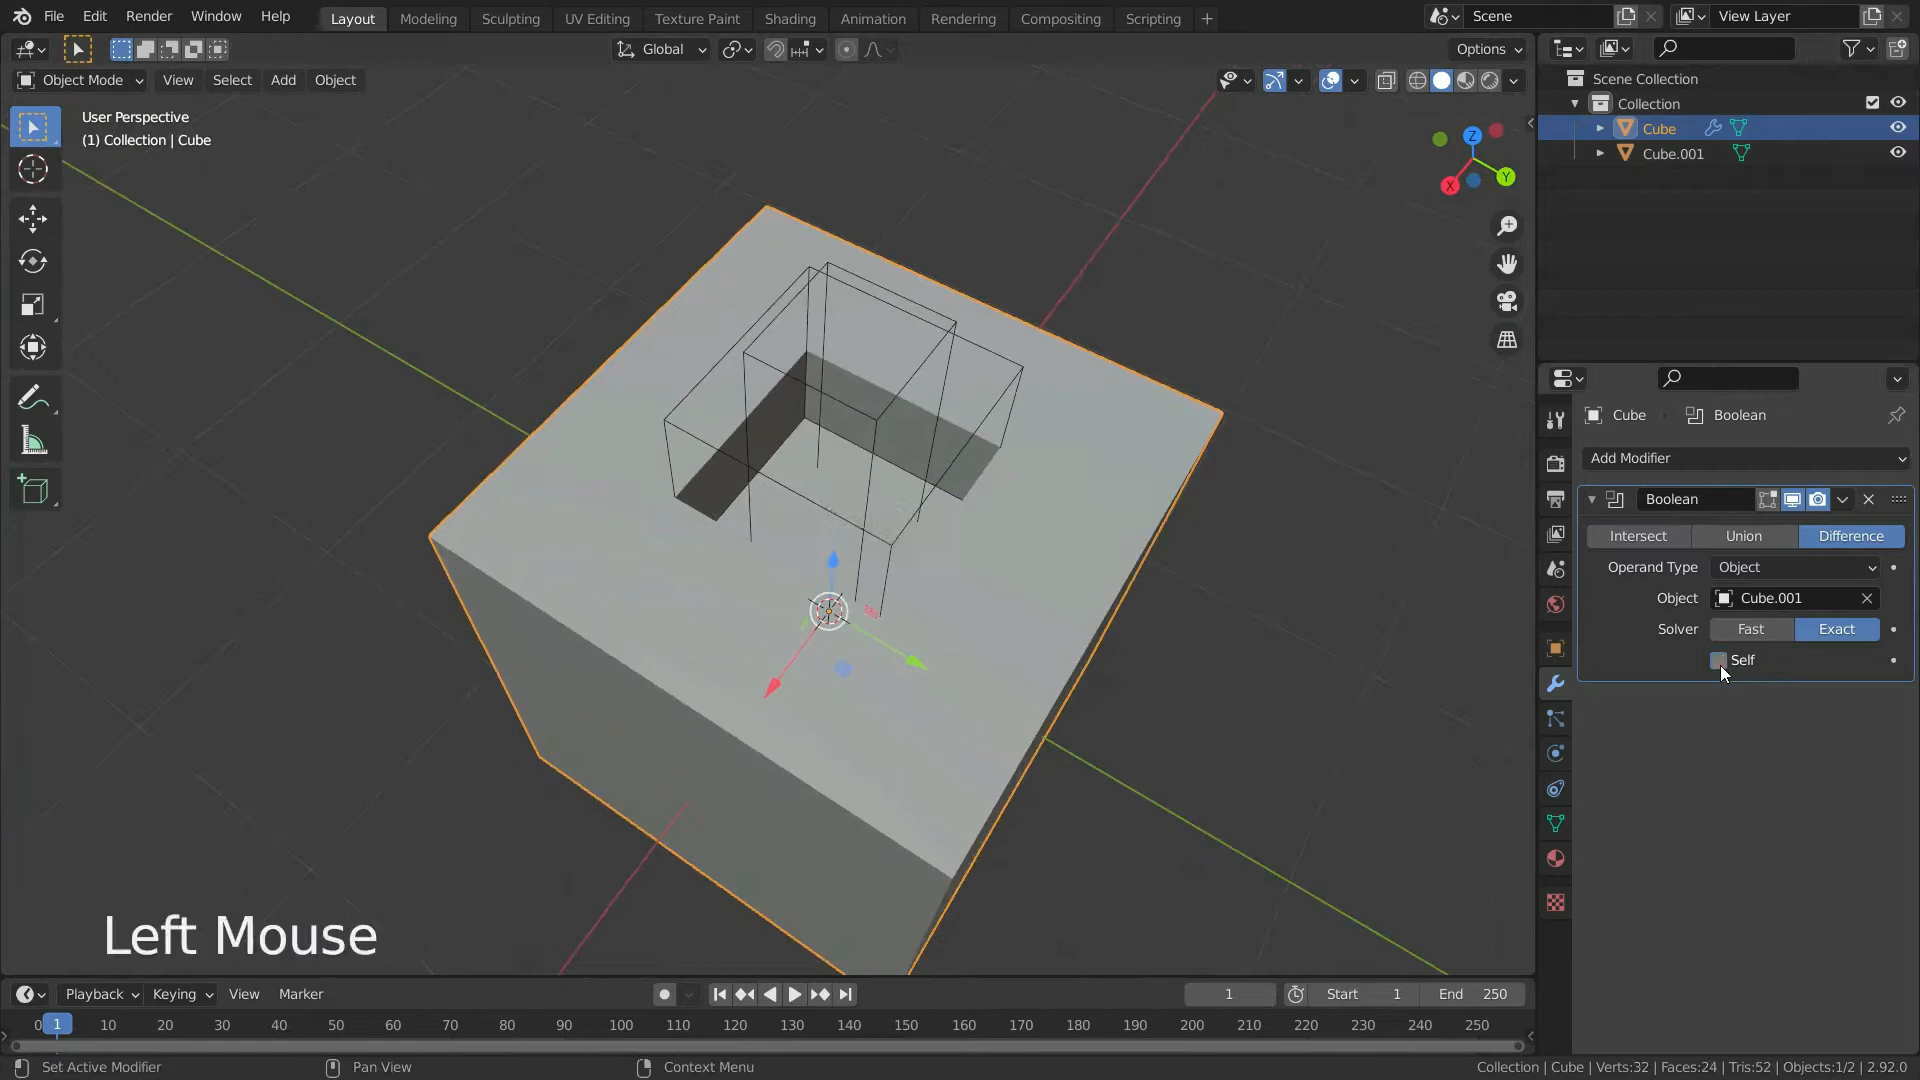 File Edit Render Window Help
Layout Modeling Sculpting UV Editing Texture Paint Shading Animation Rendering Compositing Scripting +
Scene
View Layer
Global
Options
Object Mode View Select Add Object
User Perspective
(1) Collection | Cube
Z
Y
X
Scene Collection
Collection
Cube
Cube.001
Cube
Boolean
Add Modifier
Boolean
Intersect Union Difference
Operand Type Object
Object Cube.001
Solver Fast Exact
Self
Left Mouse
Playback Keying View Marker
1
Start 1
End 250
0 1 10 20 30 40 50 60 70 80 90 100 110 120 130 140 150 160 170 180 190 200 210 220 230 240 250
Set Active Modifier
Pan View
Context Menu
Collection | Cube | Verts:32 | Faces:24 | Tris:52 | Objects:1/2 | 2.92.0